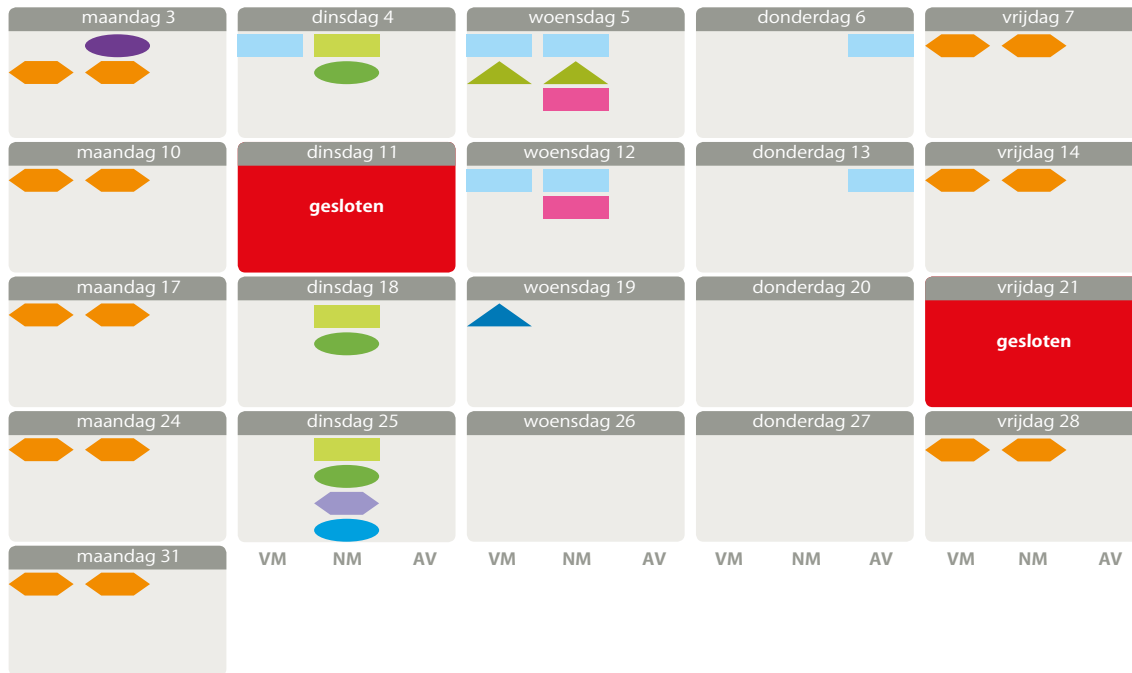 maandag 3
dinsdag 4
woensdag 5
donderdag 6
vrijdag 7
maandag 10
dinsdag 11
woensdag 12
donderdag 13
vrijdag 14
gesloten
maandag 17
dinsdag 18
woensdag 19
donderdag 20
vrijdag 21
gesloten
maandag 24
dinsdag 25
woensdag 26
donderdag 27
vrijdag 28
maandag 31
VM NM AV VM NM AV VM NM AV VM NM AV